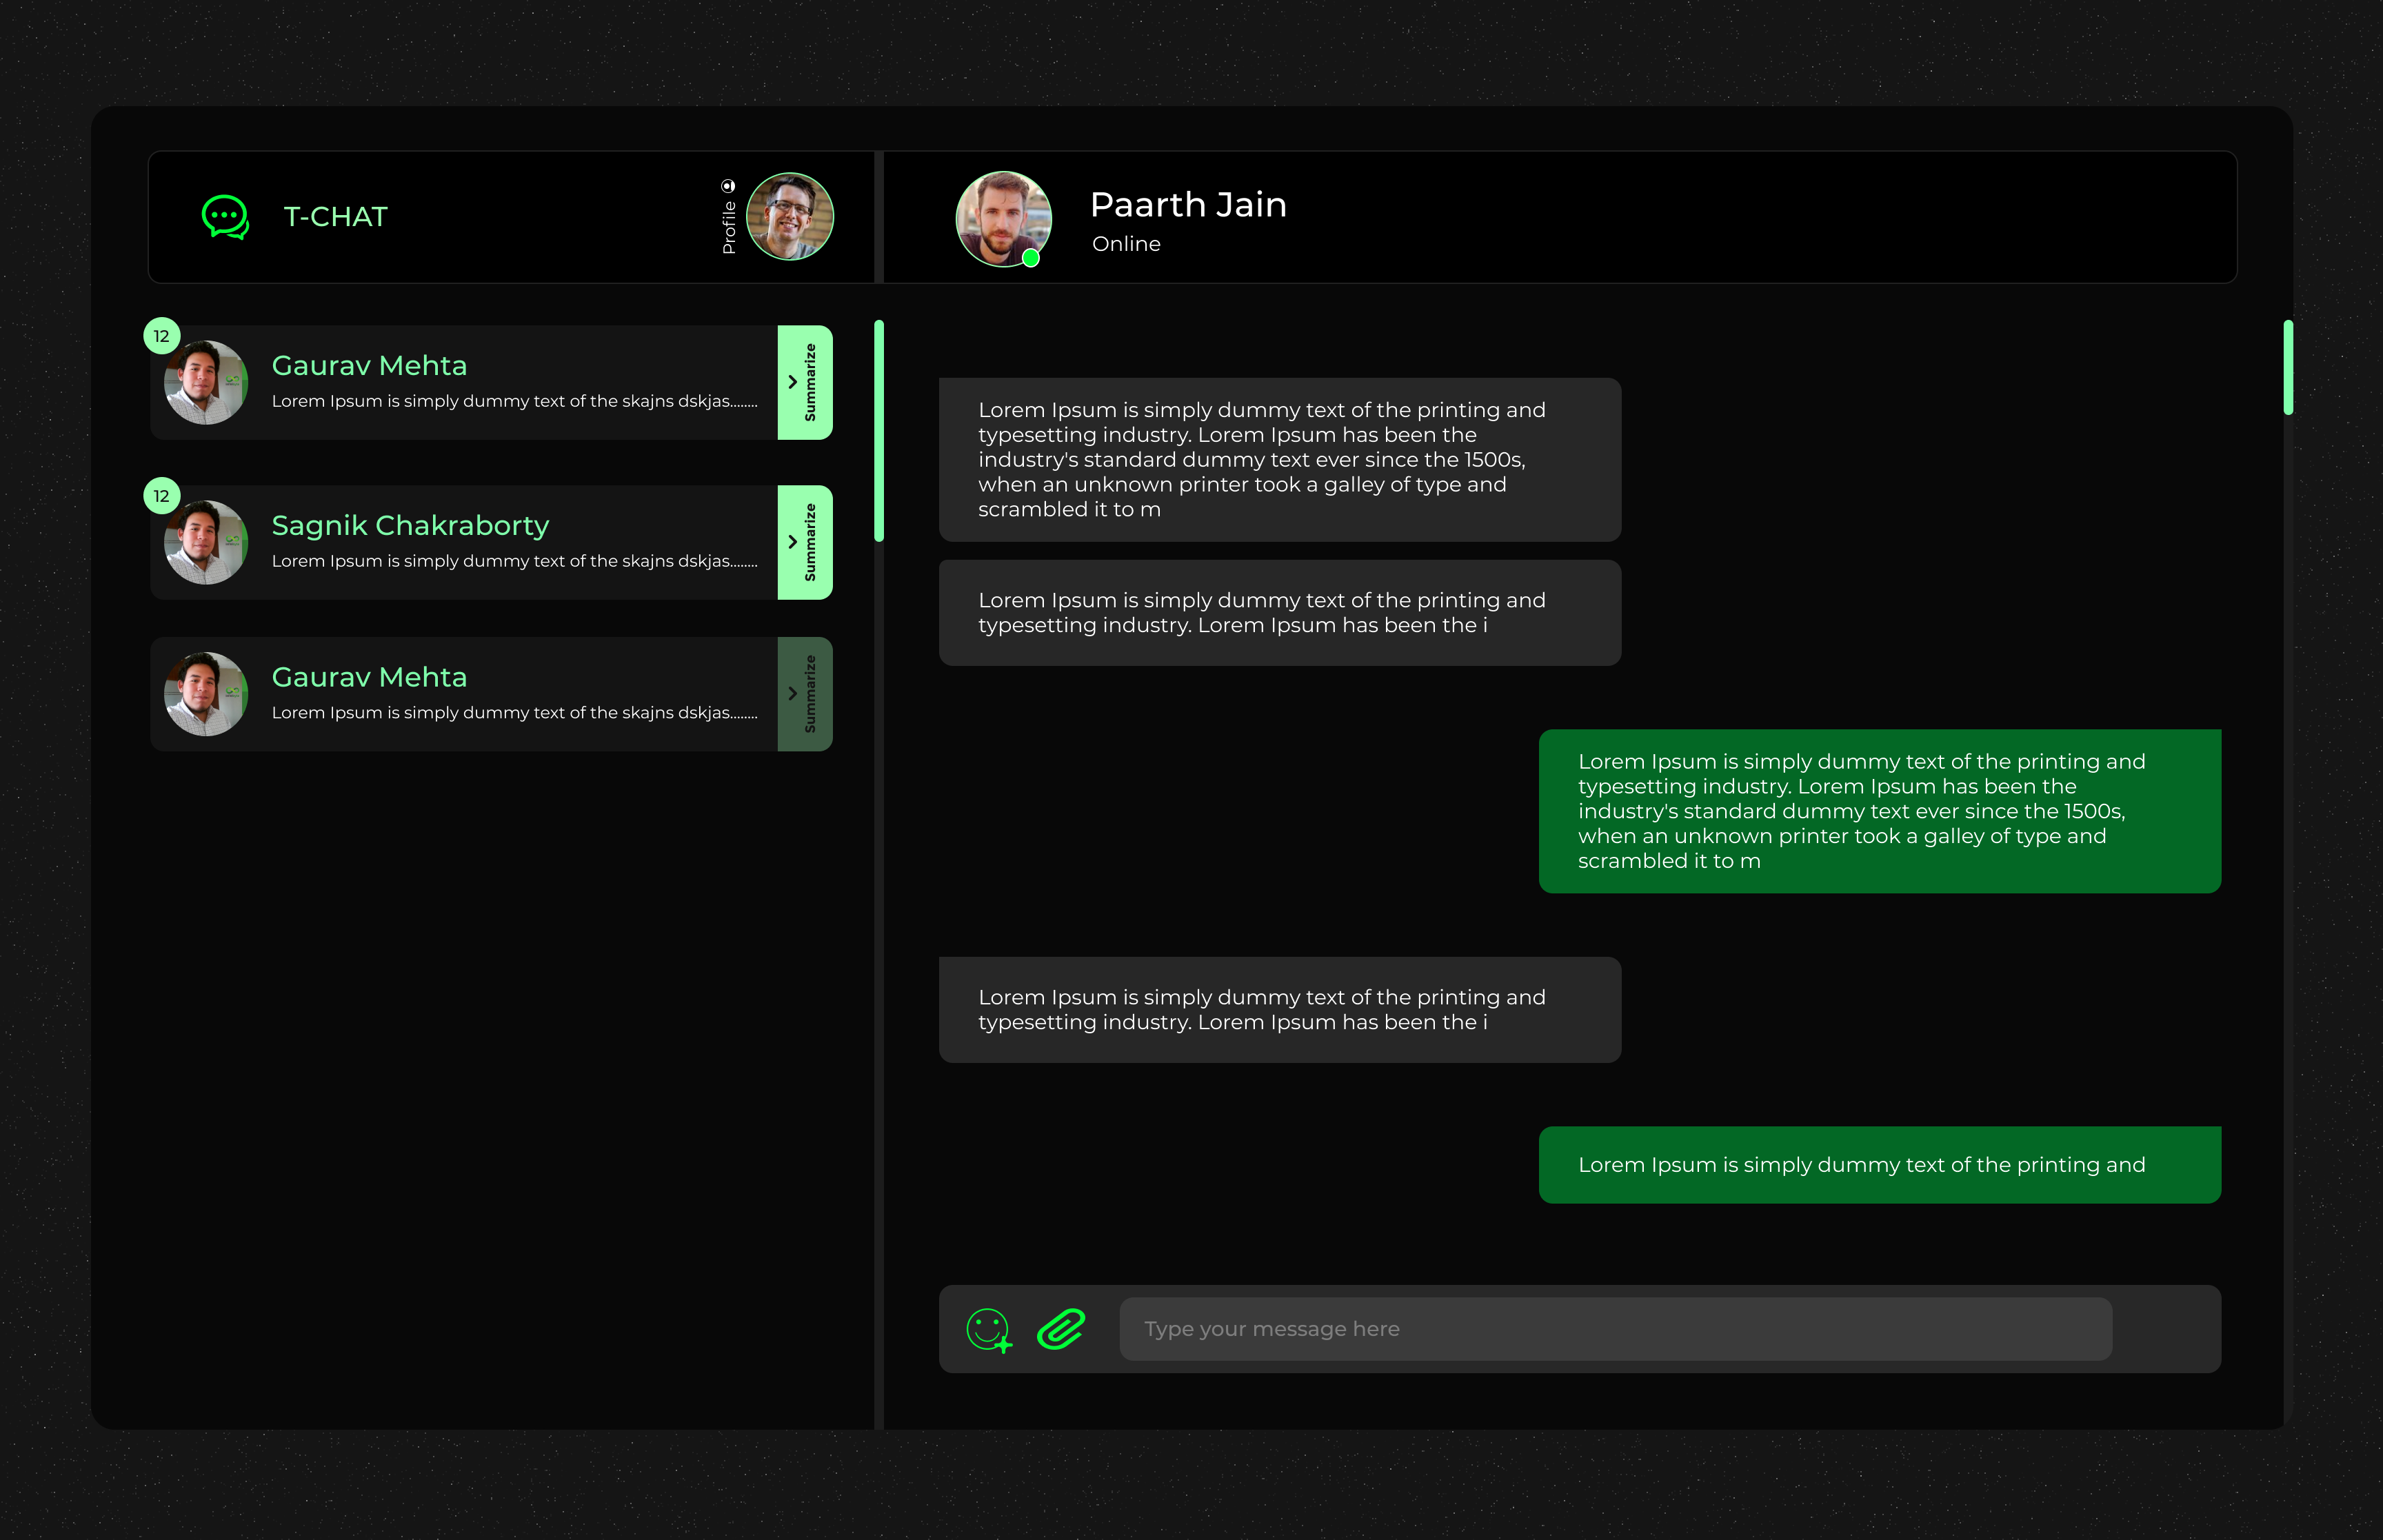 T-CHAT
Profile
Paarth Jain
Online
12
Gaurav Mehta
Lorem Ipsum is simply dummy text of the skajns dskjas........
Summarize
12
Sagnik Chakraborty
Lorem Ipsum is simply dummy text of the skajns dskjas........
Summarize
Gaurav Mehta
Lorem Ipsum is simply dummy text of the skajns dskjas........
Summarize
Lorem Ipsum is simply dummy text of the printing and
typesetting industry. Lorem Ipsum has been the
industry's standard dummy text ever since the 1500s,
when an unknown printer took a galley of type and
scrambled it to m
Lorem Ipsum is simply dummy text of the printing and
typesetting industry. Lorem Ipsum has been the i
Lorem Ipsum is simply dummy text of the printing and
typesetting industry. Lorem Ipsum has been the
industry's standard dummy text ever since the 1500s,
when an unknown printer took a galley of type and
scrambled it to m
Lorem Ipsum is simply dummy text of the printing and
typesetting industry. Lorem Ipsum has been the i
Lorem Ipsum is simply dummy text of the printing and
Type your message here